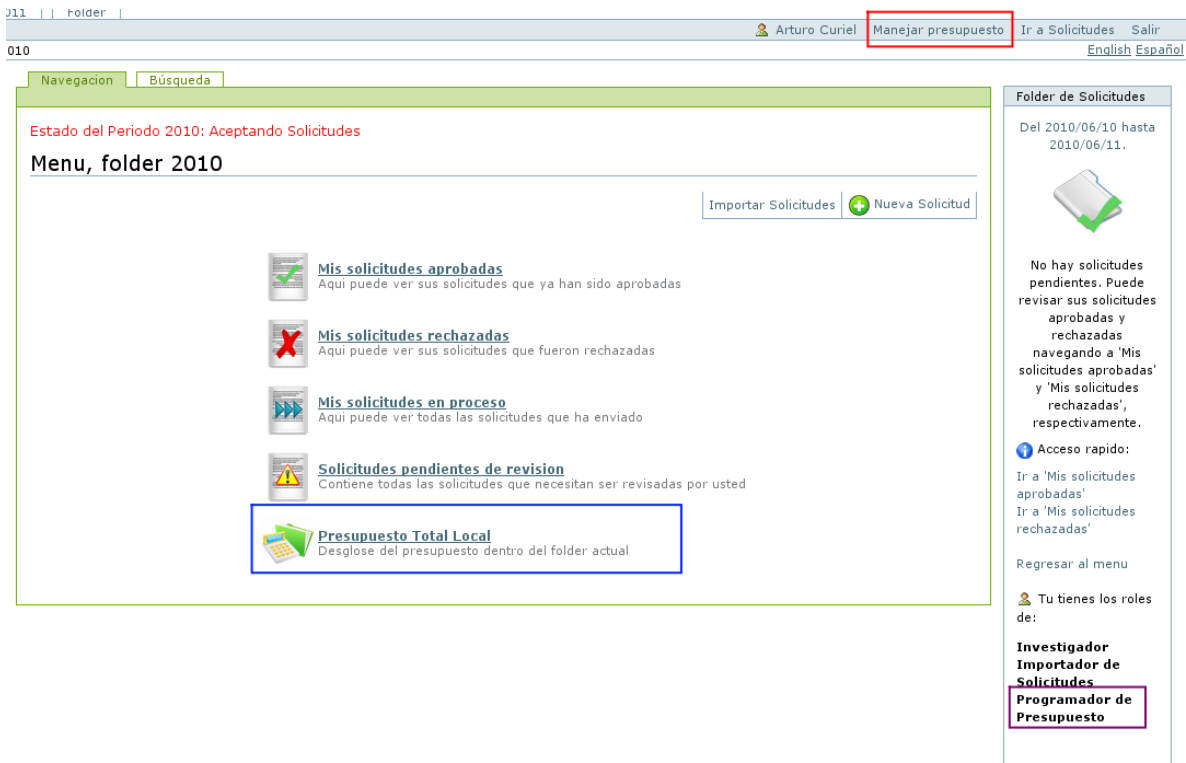 011 | | Folder |
Arturo Curiel Manejar presupuesto Ir a Solicitudes Salir
010
English Español
Navegacion Búsqueda
Estado del Periodo 2010: Aceptando Solicitudes
Menu, folder 2010
Importar Solicitudes Nueva Solicitud
Mis solicitudes aprobadas
Aqui puede ver sus solicitudes que ya han sido aprobadas
Mis solicitudes rechazadas
Aqui puede ver sus solicitudes que fueron rechazadas
Mis solicitudes en proceso
Aqui puede ver todas las solicitudes que ha enviado
Solicitudes pendientes de revision
Contiene todas las solicitudes que necesitan ser revisadas por usted
Presupuesto Total Local
Desglose del presupuesto dentro del folder actual
Folder de Solicitudes
Del 2010/06/10 hasta
2010/06/11.
No hay solicitudes
pendientes. Puede
revisar sus solicitudes
aprobadas y
rechazadas
navegando a 'Mis
solicitudes aprobadas'
y 'Mis solicitudes
rechazadas',
respectivamente.
Acceso rapido:
Ir a 'Mis solicitudes
aprobadas'
Ir a 'Mis solicitudes
rechazadas'
Regresar al menu
Tu tienes los roles
de:
Investigador
Importador de
Solicitudes
Programador de
Presupuesto